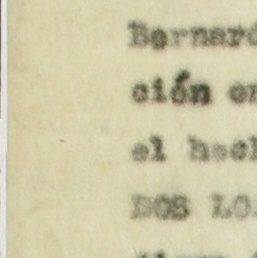 Bernard
ción en
el hech
DOS LO